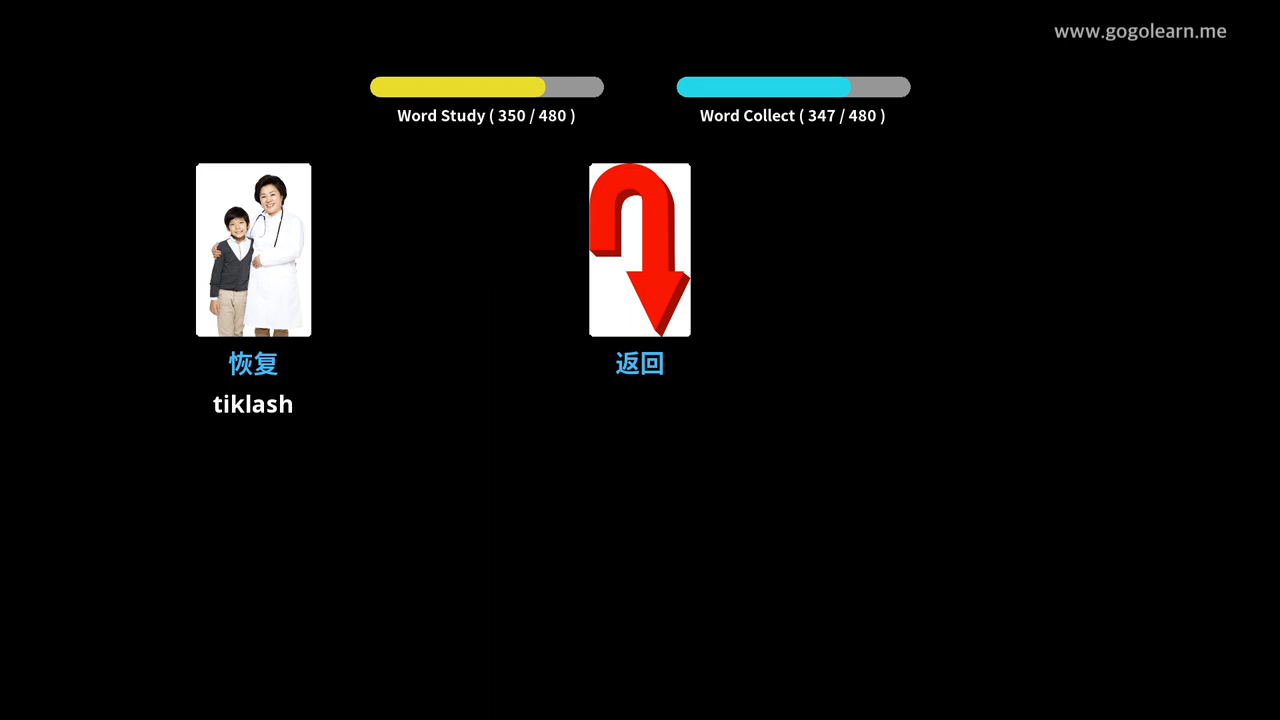 www.gogolearn.me
Word Study ( 350 / 480 )
Word Collect ( 347 / 480 )
恢复
返回
tiklash